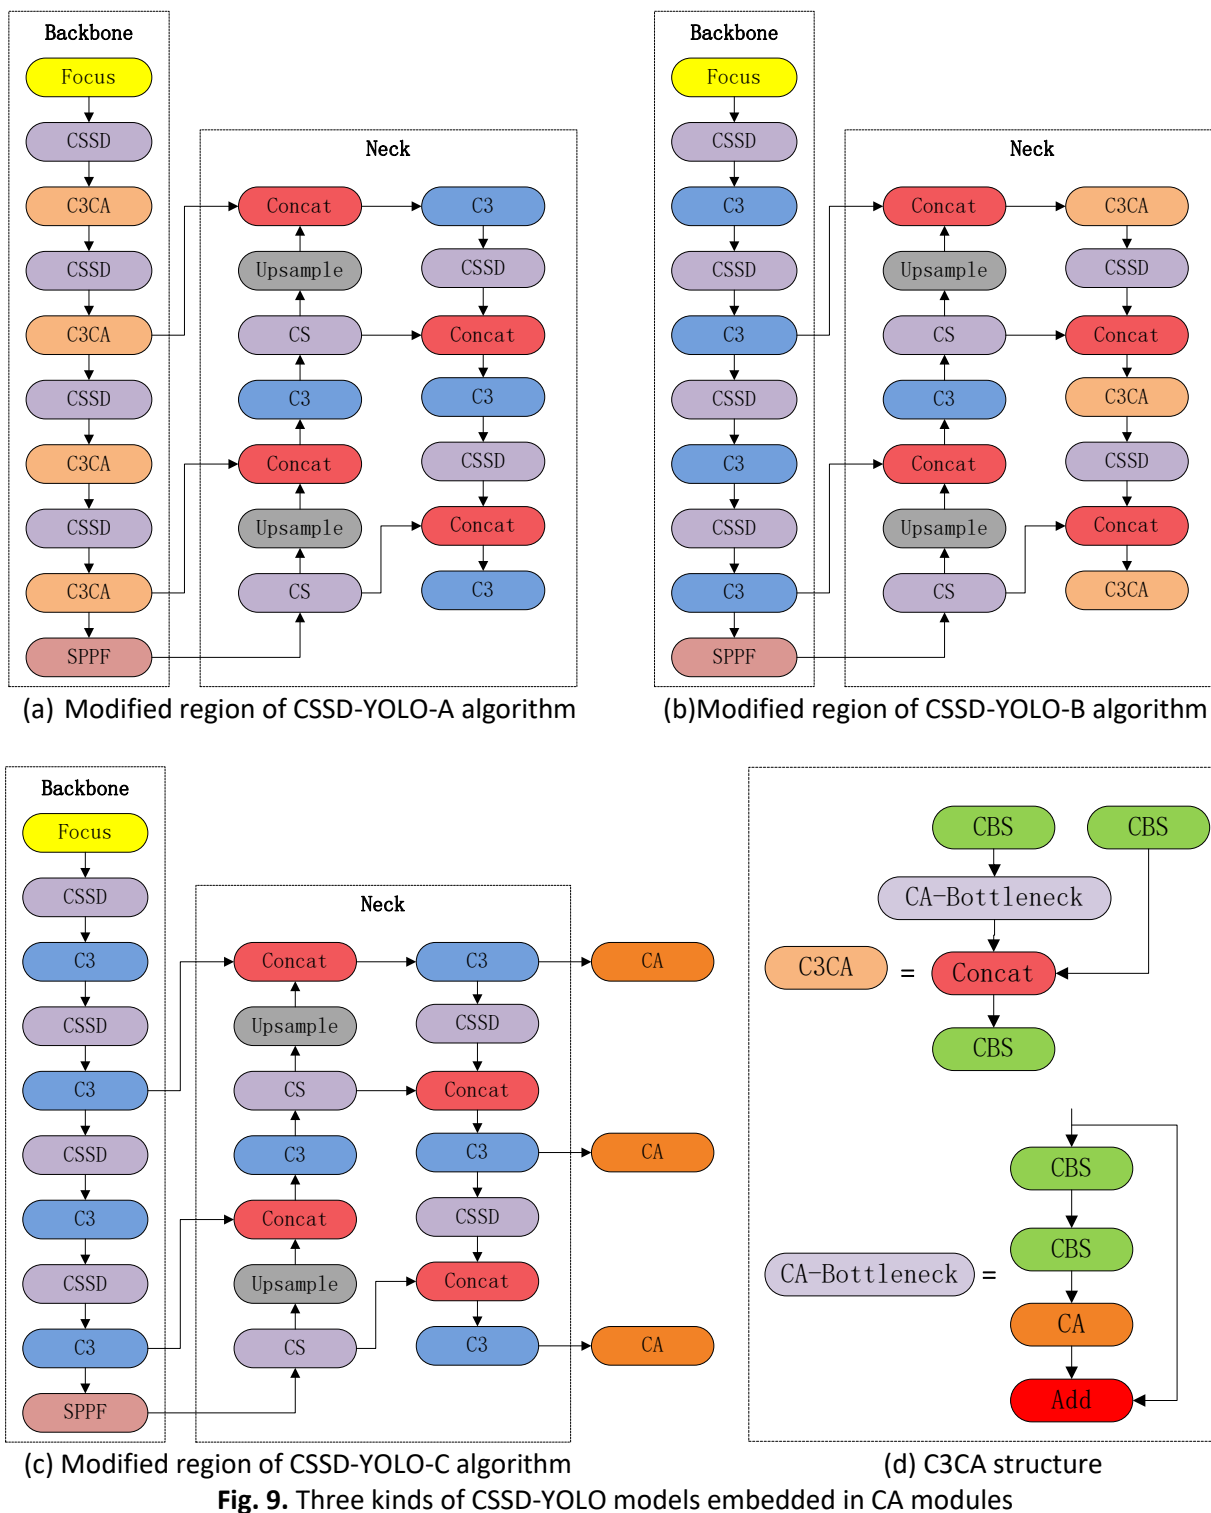 Backbone
Focus
CSSD
C3CA
CSSD
C3CA
CSSD
C3CA
CSSD
C3CA
SPPF
Neck
Concat
Upsample
CS
C3
Concat
Upsample
CS
C3
CSSD
Concat
C3
CSSD
Concat
C3
(a) Modified region of CSSD-YOLO-A algorithm
Backbone
Focus
CSSD
C3
CSSD
C3
CSSD
C3
CSSD
C3
SPPF
Neck
Concat
Upsample
CS
C3
Concat
Upsample
CS
C3CA
CSSD
Concat
C3CA
CSSD
Concat
C3CA
(b)Modified region of CSSD-YOLO-B algorithm
Backbone
Focus
CSSD
C3
CSSD
C3
CSSD
C3
CSSD
C3
SPPF
Neck
Concat
Upsample
CS
C3
Concat
Upsample
CS
C3
CSSD
Concat
C3
CSSD
Concat
C3
CA
CA
CA
(c) Modified region of CSSD-YOLO-C algorithm
CBS
CBS
CA-Bottleneck
C3CA = Concat
CBS
CBS
CBS
CA-Bottleneck =
CA
Add
(d) C3CA structure
Fig. 9. Three kinds of CSSD-YOLO models embedded in CA modules